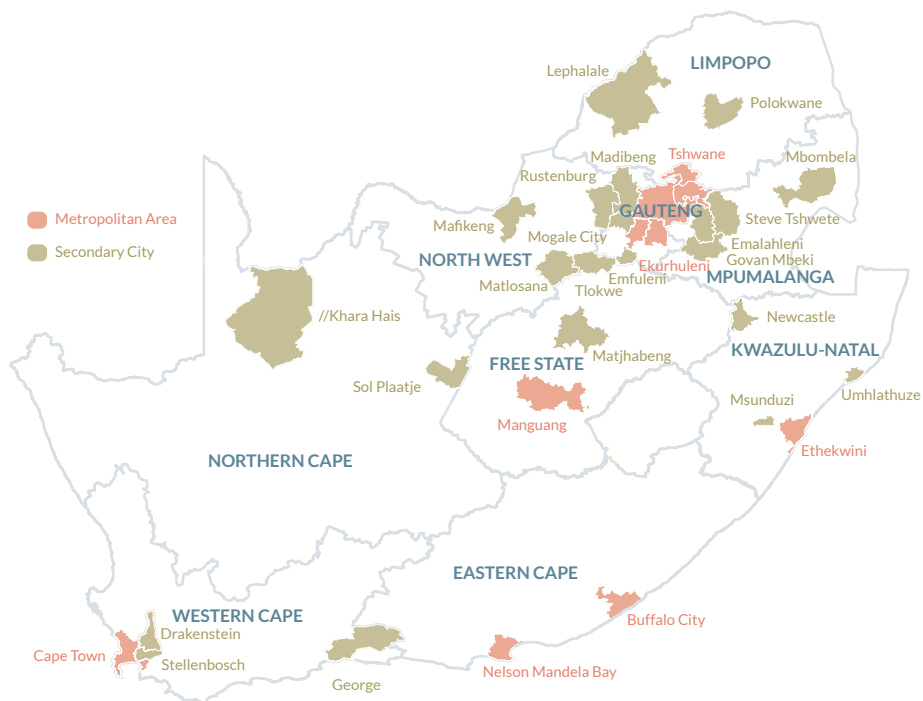 LIMPOPO
Lephalale
Polokwane
Tshwane
Madibeng
Mbombela
Rustenburg
GAUTENG
Metropolitan Area
Steve Tshwete
Mafikeng
Mogale City
Secondary City
Emalahleni
NORTH WEST
Ekurhuleni
Govan Mbeki
MPUMALANGA
Emfuleni
Matlosana
Tlokwe
//Khara Hais
Newcastle
KWAZULU-NATAL
Matjhabeng
FREE STATE
Sol Plaatje
Umhlathuze
Msunduzi
Manguang
Ethekwini
NORTHERN CAPE
EASTERN CAPE
WESTERN CAPE
Buffalo City
Drakenstein
Cape Town
Stellenbosch
Nelson Mandela Bay
George